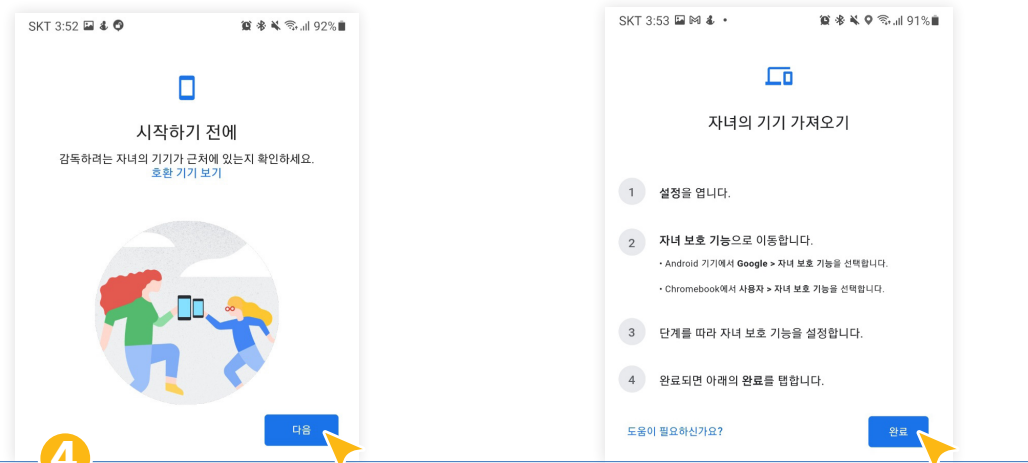 SKT 3:52 92%
시작하기 전에
감독하려는 자녀의 기기가 근처에 있는지 확인하세요.
호환 기기 보기
다음
4
SKT 3:53 • 91%
자녀의 기기 가져오기
1 설정을 엽니다.
2 자녀 보호 기능으로 이동합니다.
• Android 기기에서 Google > 자녀 보호 기능을 선택합니다.
• Chromebook에서 사용자 > 자녀 보호 기능을 선택합니다.
3 단계를 따라 자녀 보호 기능을 설정합니다.
4 완료되면 아래의 완료를 탭합니다.
도움이 필요하신가요?
완료